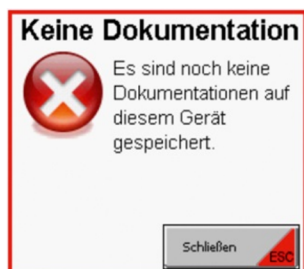 Keine Dokumentation
Es sind noch keine
Dokumentationen auf
diesem Gerät
gespeichert.
Schließen
ESC